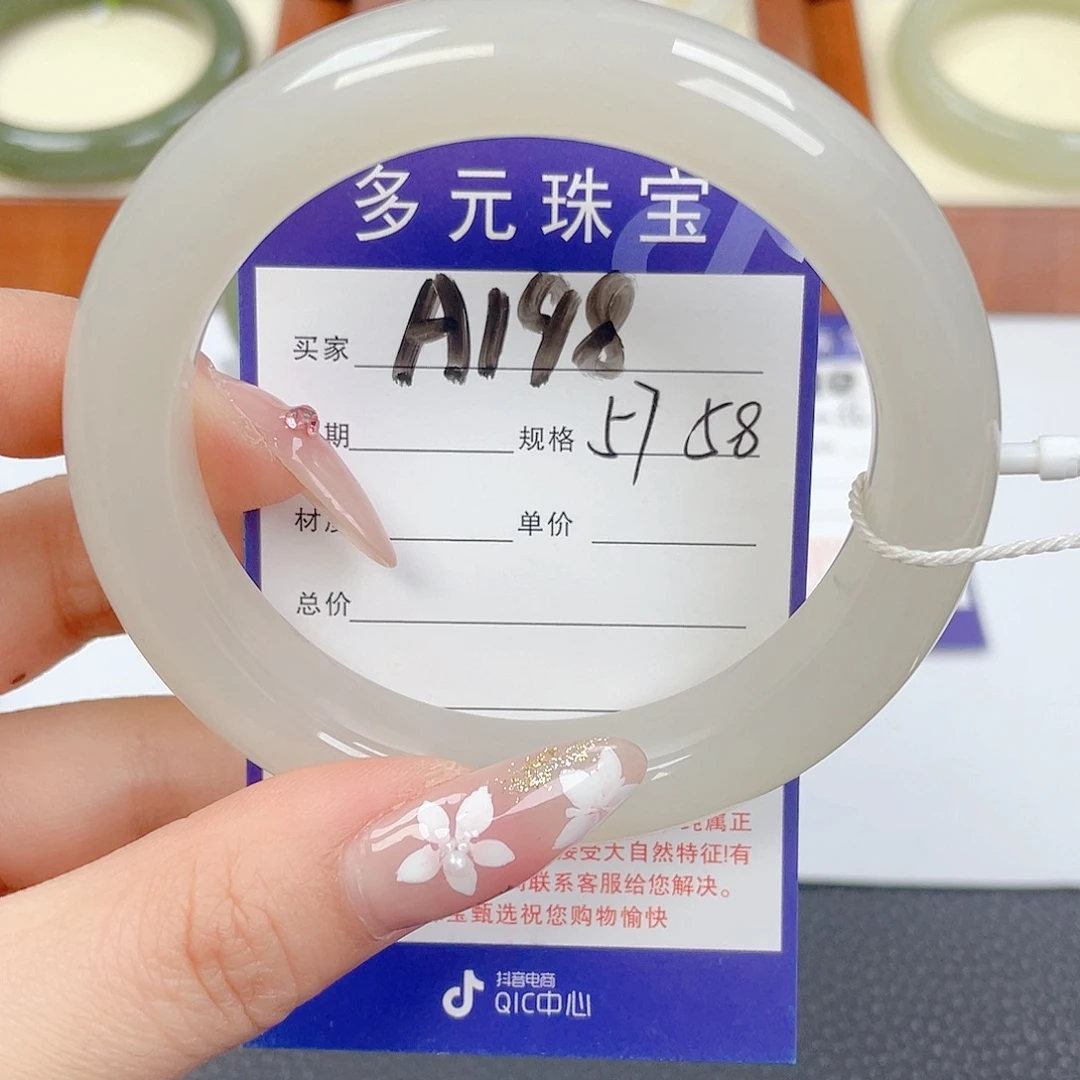 多元珠宝
买家 A198
期 规格 57 58
材 单价
总价
属正
接受大自然特征!有
联系客服给您解决。
宝甄选祝您购物愉快
抖音电商
QIC中心